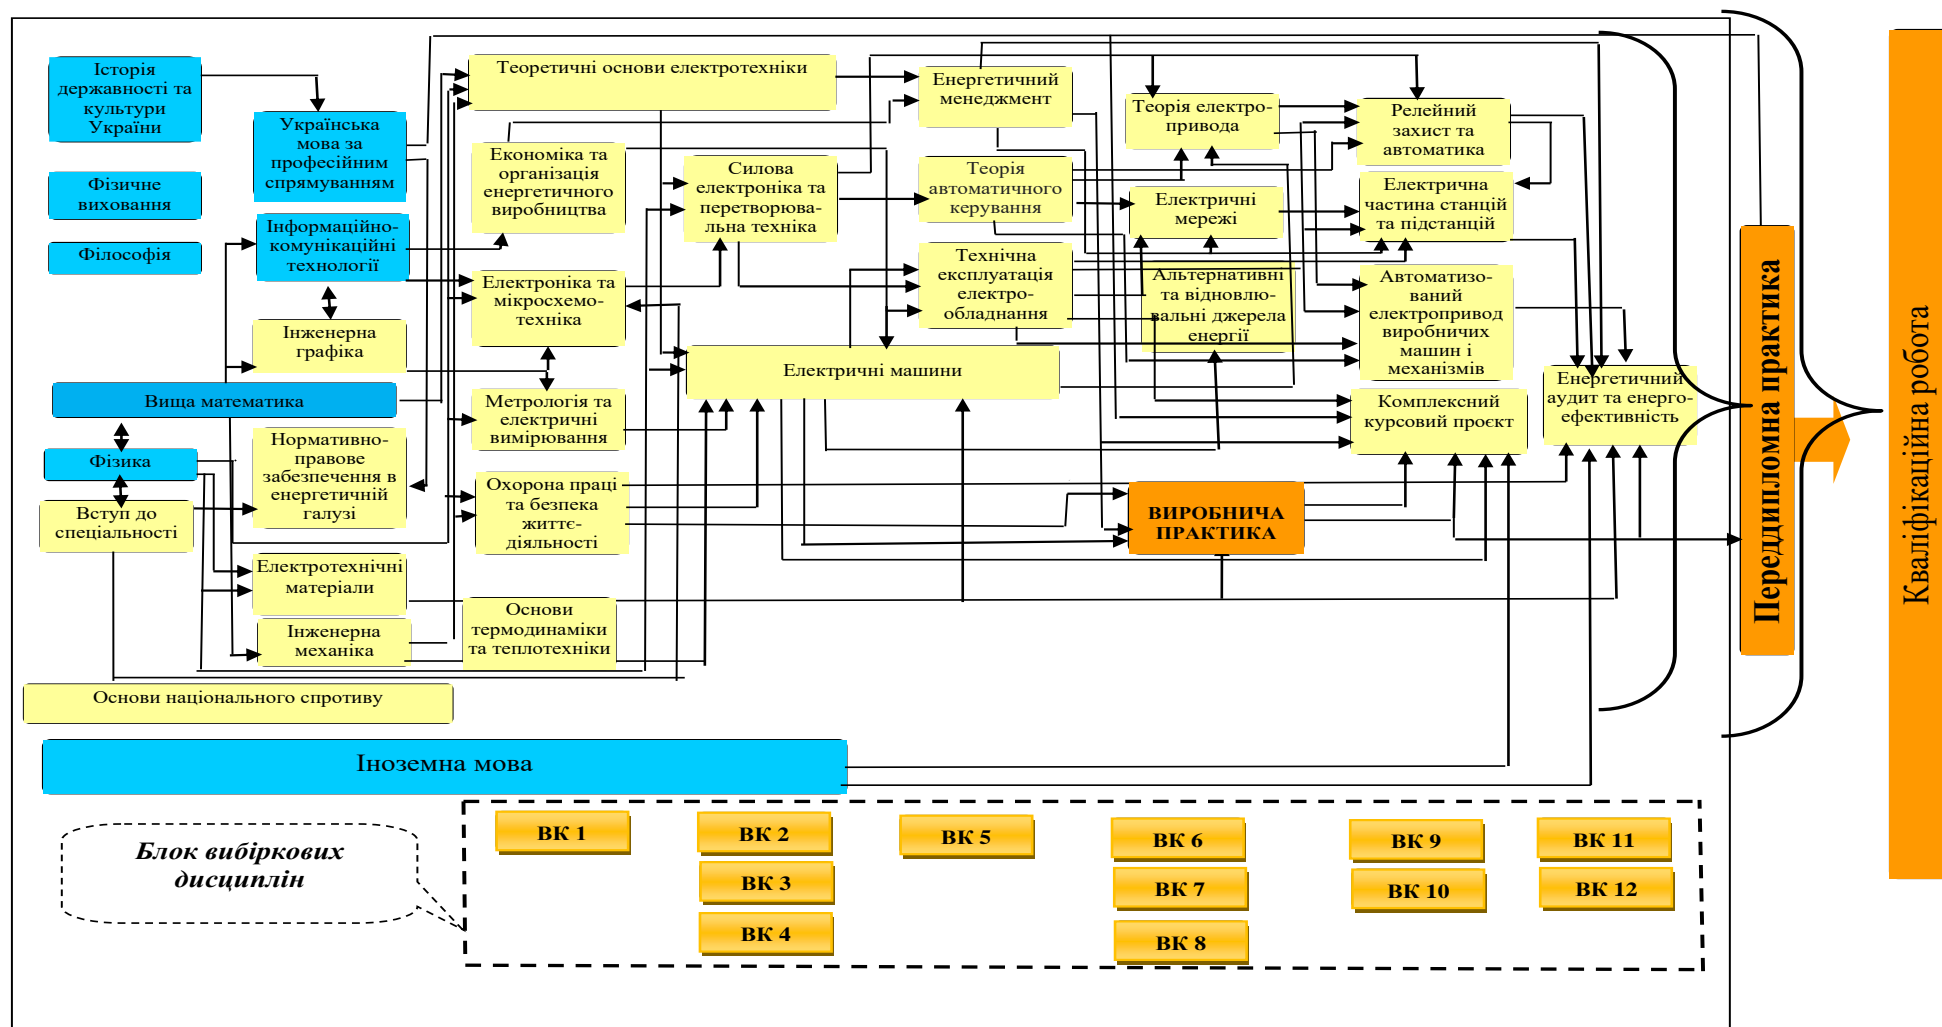 Історія
державності та
культури
України
Фізичне
виховання
Філософія
Українська
мова за
професійним
спрямуванням
Інформаційно-
комунікаційні
технології
Інженерна
графіка
Вища математика
Фізика
Вступ до
спеціальності
Нормативно-
правове
забезпечення в
енергетичній
галузі
Електротехнічні
матеріали
Інженерна
механіка
Основи національного спротиву
Теоретичні основи електротехніки
Економіка та
організація
енергетичного
виробництва
Електроніка та
мікросхемо-
техніка
Метрологія та
електричні
вимірювання
Охорона праці
та безпека
життє-
діяльності
Основи
термодинаміки
та теплотехніки
Силова
електроніка та
перетворюва-
льна техніка
Електричні машини
Енергетичний
менеджмент
Теорія
автоматичного
керування
Технічна
експлуатація
електро-
обладнання
Теорія електро-
привода
Електричні
мережі
Альтернативні
та відновлю-
вальні джерела
енергії
ВИРОБНИЧА
ПРАКТИКА
Релейний
захист та
автоматика
Електрична
частина станцій
та підстанцій
Автоматизо-
ований
електропривод
виробничих
машин і
механізмів
Комплексний
курсовий проєкт
Енергетичний
аудит та енерго-
ефективність
Переддипломна практика
Кваліфікаційна робота
Іноземна мова
Блок вибіркових
дисциплін
ВК 1
ВК 2
ВК 3
ВК 4
ВК 5
ВК 6
ВК 7
ВК 8
ВК 9
ВК 10
ВК 11
ВК 12